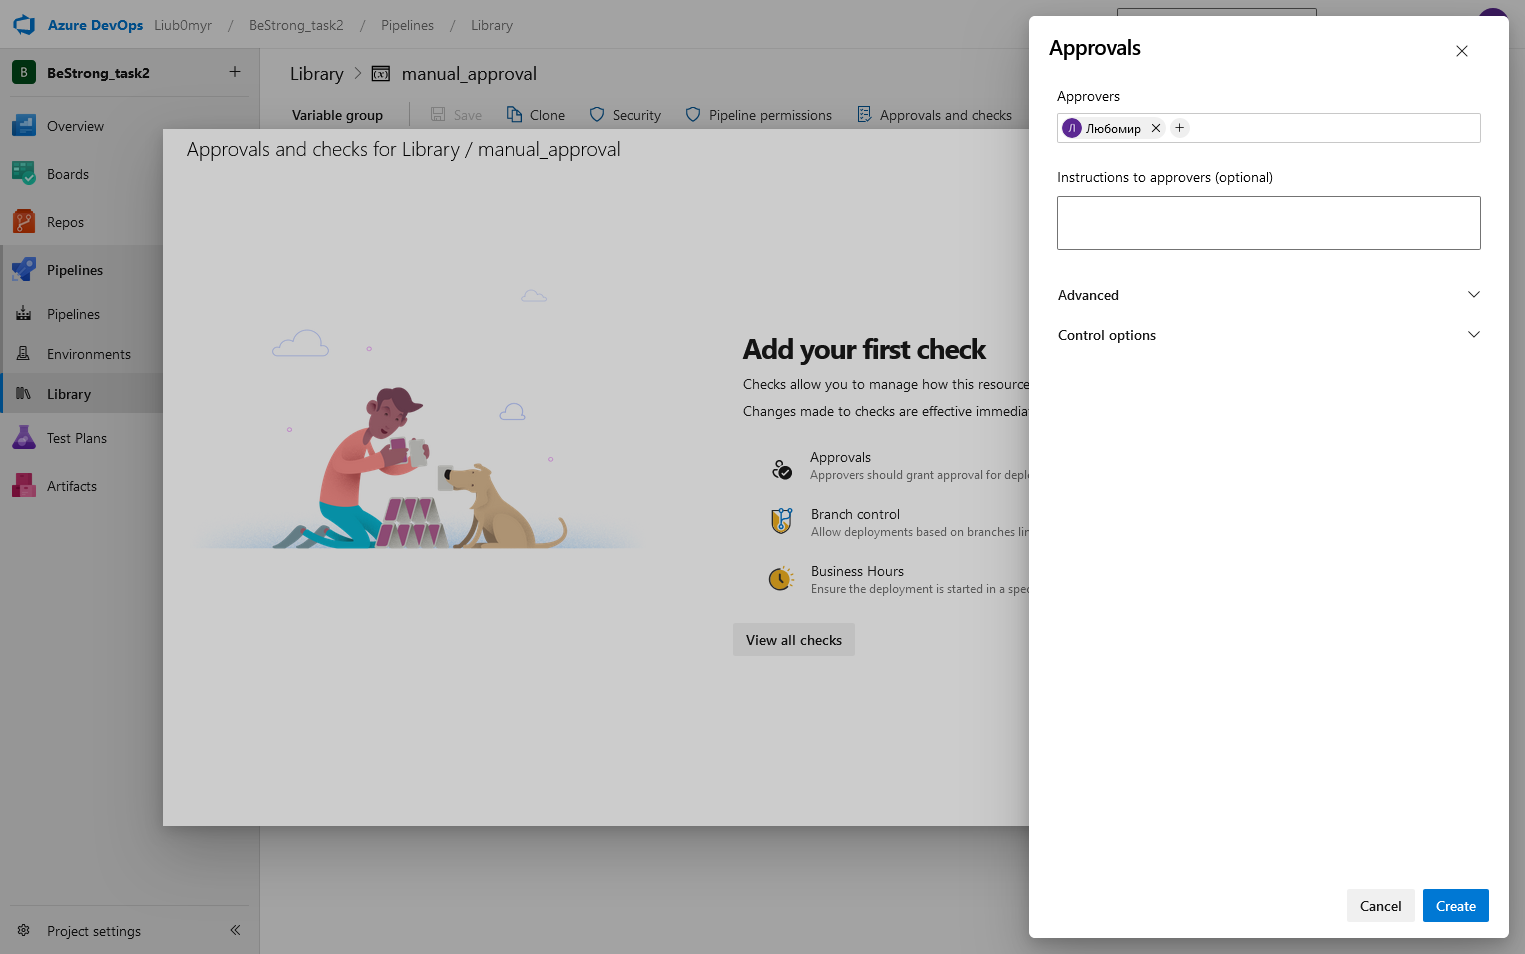 Azure DevOps Liub0myr / BeStrong_task2 / Pipelines / Library
B BeStrong_task2 +
Overview
Boards
Repos
Pipelines
Pipelines
Environments
Library
Test Plans
Artifacts
Project settings
Library > (x) manual_approval
Variable group Save Clone Security Pipeline permissions Approvals and checks
Approvals and checks for Library / manual_approval
Add your first check
Checks allow you to manage how this resource
Changes made to checks are effective
Approvals
Approvers should grant approval for
Branch control
Allow deployments based on branches
Business Hours
Ensure the deployment is started in a
View all checks
Approvals
Approvers
Л Любомир
Instructions to approvers (optional)
Advanced
Control options
Cancel Create